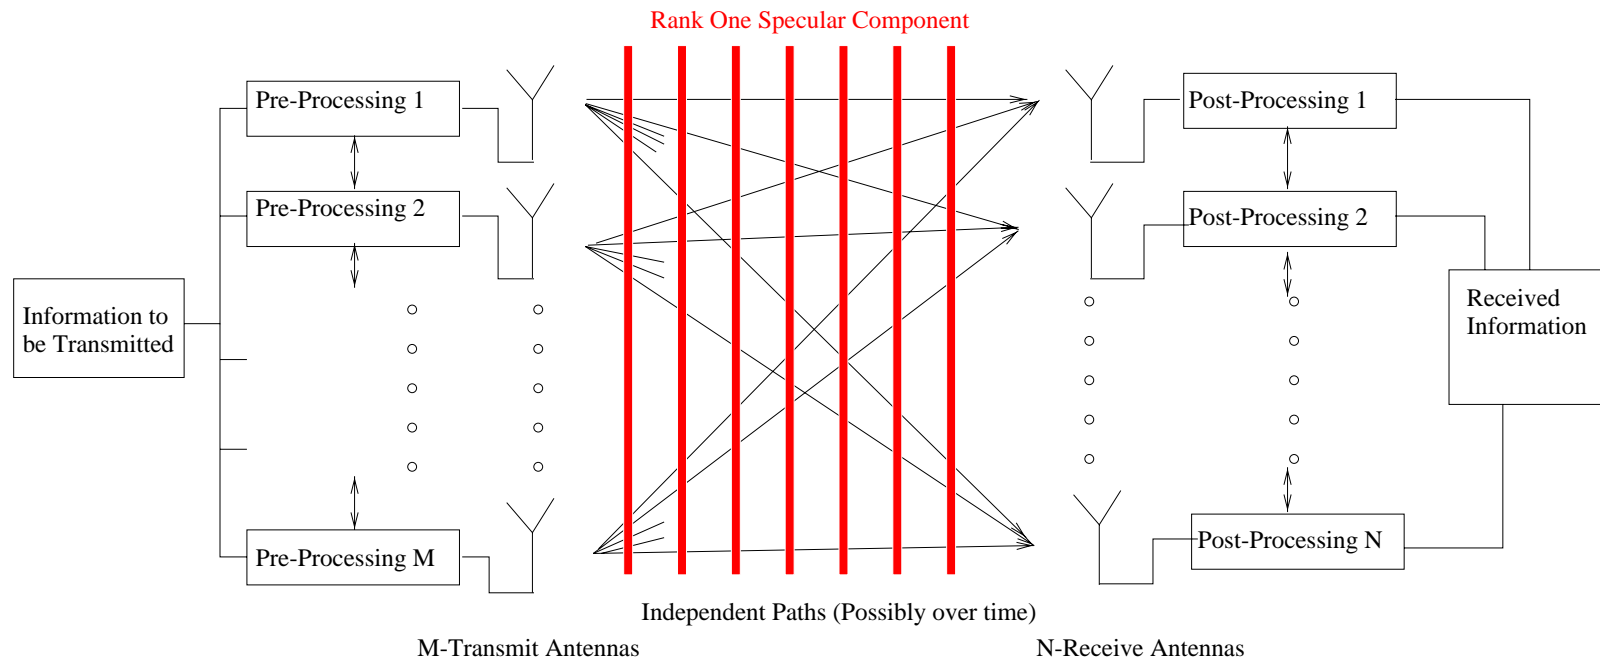 Rank One Specular Component
Pre-Processing 1
Post-Processing 1
Pre-Processing 2
Post-Processing 2
Information to
be Transmitted
Received
Information
Pre-Processing M
Post-Processing N
Independent Paths (Possibly over time)
M-Transmit Antennas
N-Receive Antennas